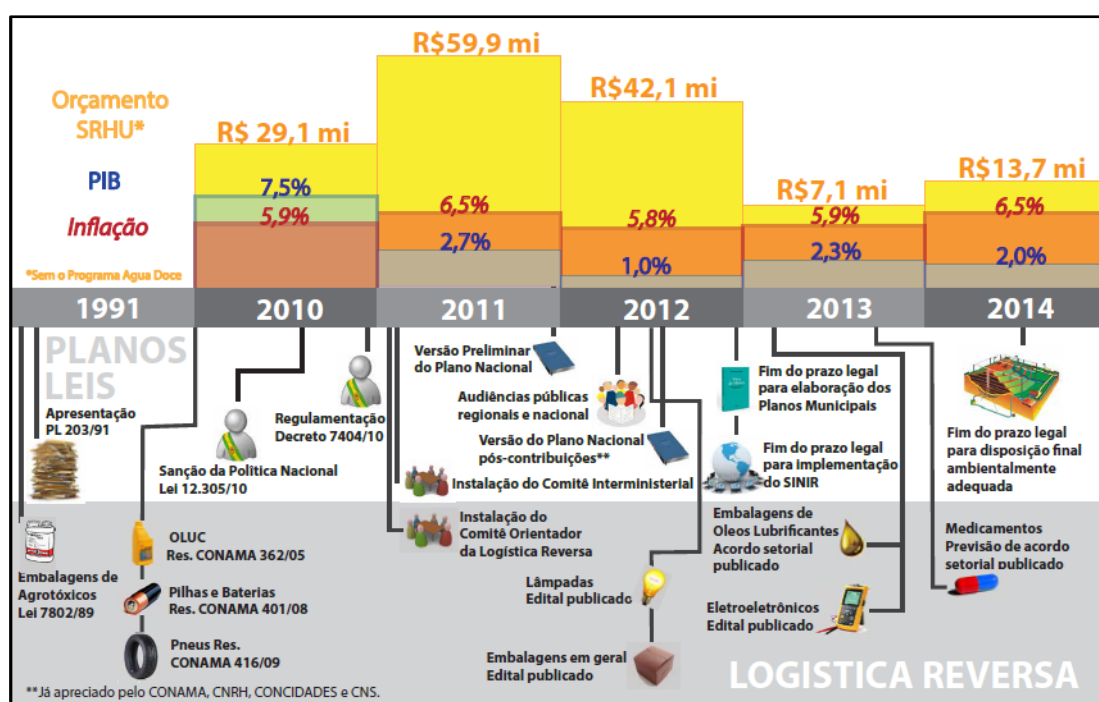 Orçamento
SRHU*
PIB
Inflação
*Sem o Programa Agua Doce
R$ 29,1 mi
7,5%
5,9%
R$59,9 mi
6,5%
2,7%
R$42,1 mi
5,8%
1,0%
R$7,1 mi
5,9%
2,3%
R$13,7 mi
6,5%
2,0%
1991
2010
2011
2012
2013
2014
PLANOS
LEIS
Apresentação
PL 203/91
Sanção da Política Nacional
Lei 12.305/10
Regulamentação
Decreto 7404/10
Versão Preliminar
do Plano Nacional
Audiências públicas
regionais e nacional
Versão do Plano Nacional
pós-contribuições**
Instalação do Comitê Interministerial
Fim do prazo legal
para elaboração dos
Planos Municipais
Fim do prazo legal
para implementação
do SINIR
Fim do prazo legal
para disposição final
ambientalmente
adequada
Embalagens de
Agrotóxicos
Lei 7802/89
OLUC
Res. CONAMA 362/05
Pilhas e Baterias
Res. CONAMA 401/08
Pneus Res.
CONAMA 416/09
Instalação do
Comitê Orientador
da Logística Reversa
Lâmpadas
Edital publicado
Embalagens em geral
Edital publicado
Embalagens de
Oleos Lubrificantes
Acordo setorial
publicado
Eletroeletrônicos
Edital publicado
Medicamentos
Previsão de acordo
setorial publicado
LOGISTICA REVERSA
**Já apreciado pelo CONAMA, CNRH, CONCIDADES e CNS.